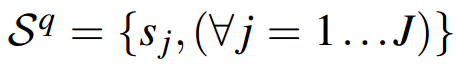 𝒮^q = {s_j, (∀j = 1…J)}